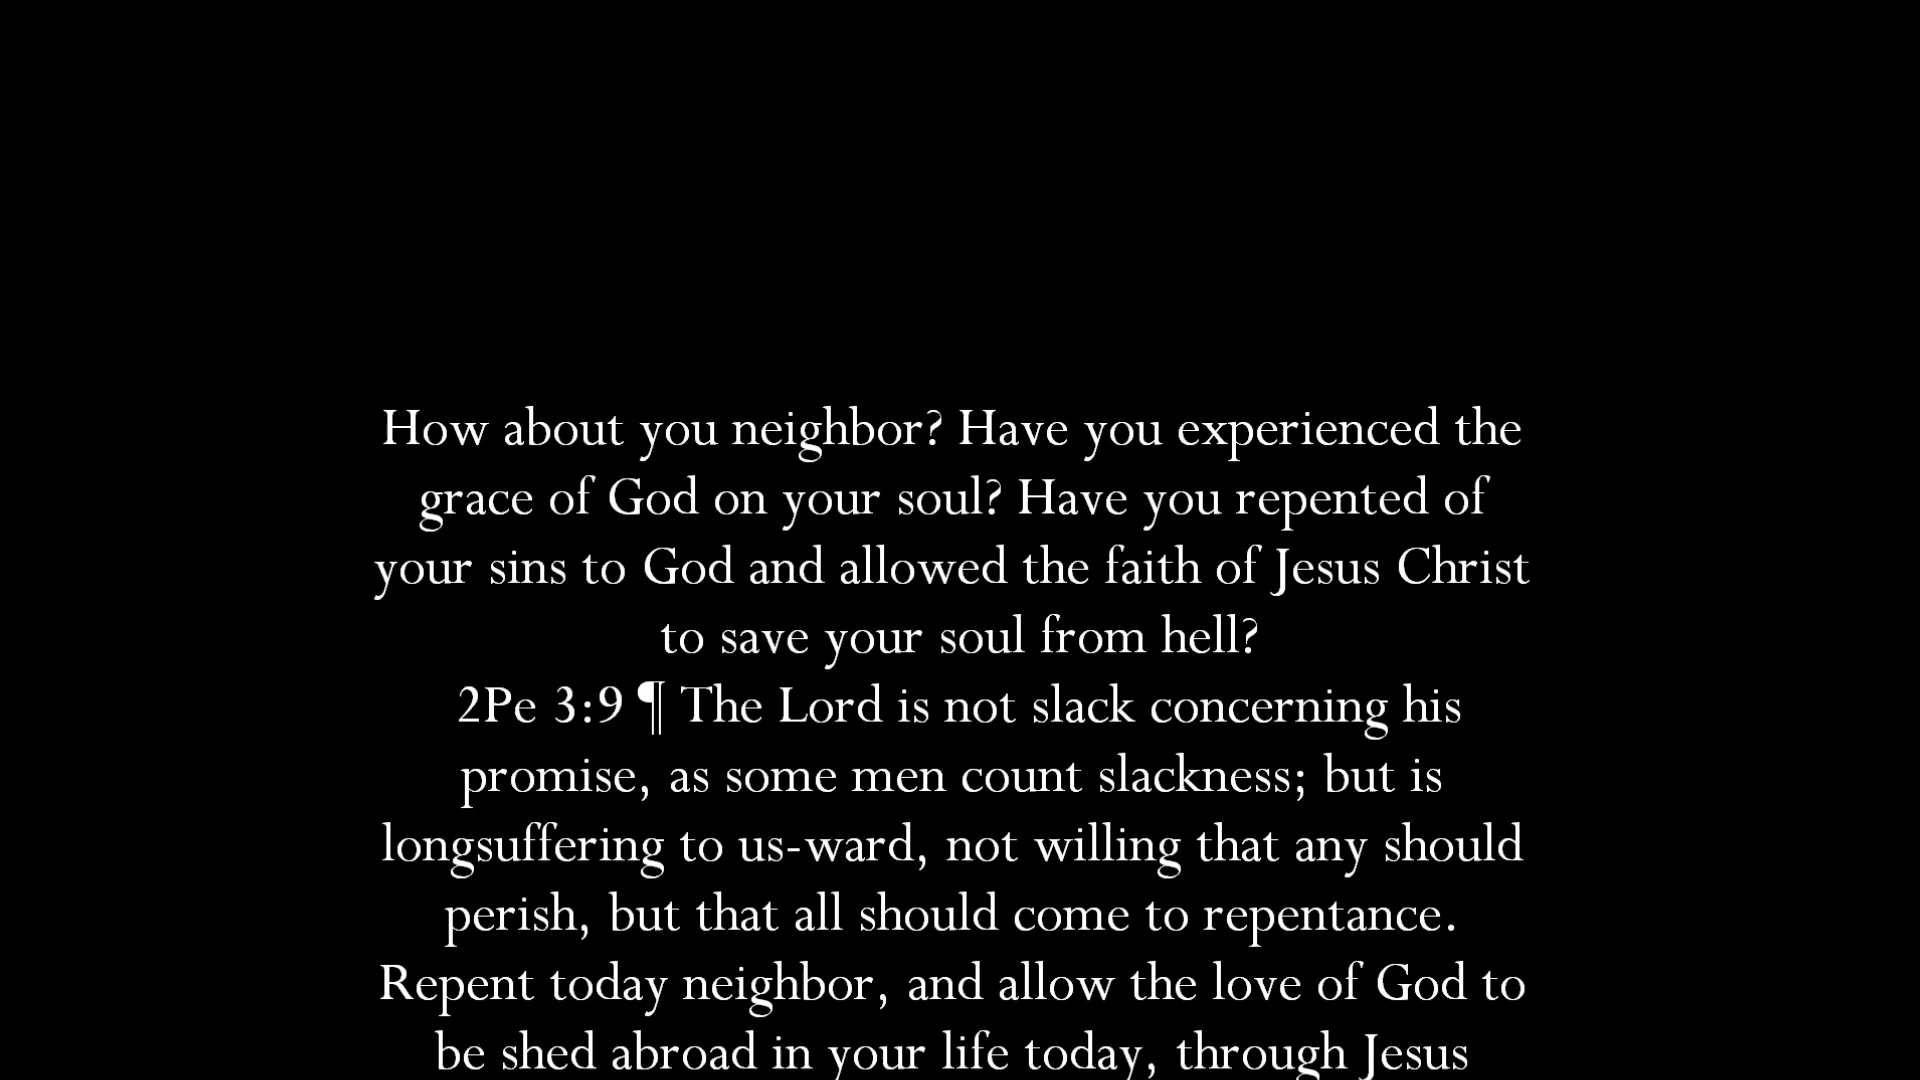 How about you neighbor? Have you experienced the
grace of God on your soul? Have you repented of
your sins to God and allowed the faith of Jesus Christ
to save your soul from hell?
2Pe 3:9 ¶ The Lord is not slack concerning his
promise, as some men count slackness; but is
longsuffering to us-ward, not willing that any should
perish, but that all should come to repentance.
Repent today neighbor, and allow the love of God to
be shed abroad in your life today, through Jesus